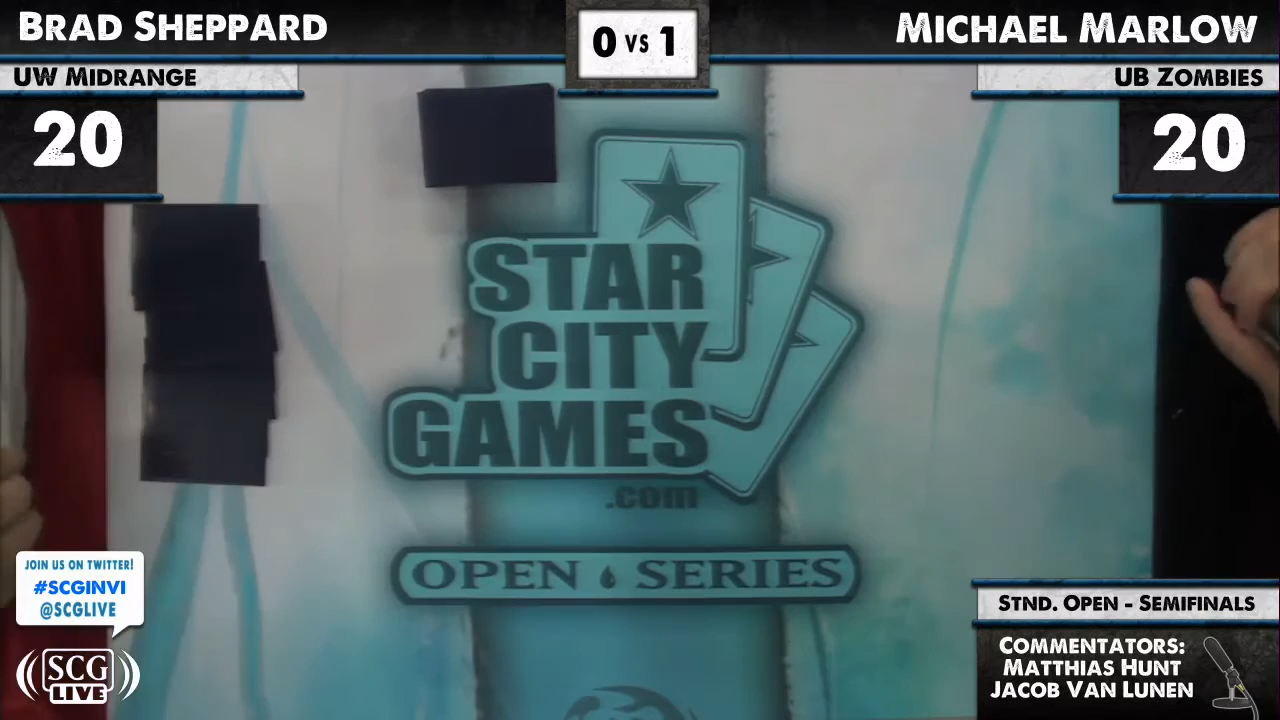 BRAD SHEPPARD
0 VS 1
MICHAEL MARLOW
UW MIDRANGE
UB ZOMBIES
20
20
STAR
CITY
GAMES
.com
OPEN SERIES
JOIN US ON TWITTER!
#SCGINVI
@SCGLIVE
SCG
LIVE
STND. OPEN - SEMIFINALS
COMMENTATORS:
MATTHIAS HUNT
JACOB VAN LUNEN